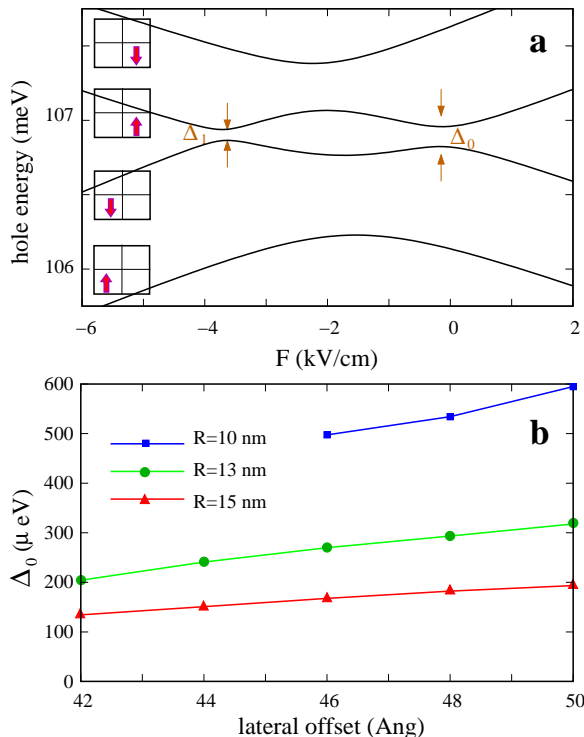 a
107
106
hole energy (meV)
Δ₁
Δ₀
−6
−4
−2
0
2
F (kV/cm)
b
600
500
400
300
200
100
0
Δ₀ (μ eV)
R=10 nm
R=13 nm
R=15 nm
42
44
46
48
50
lateral offset (Ang)